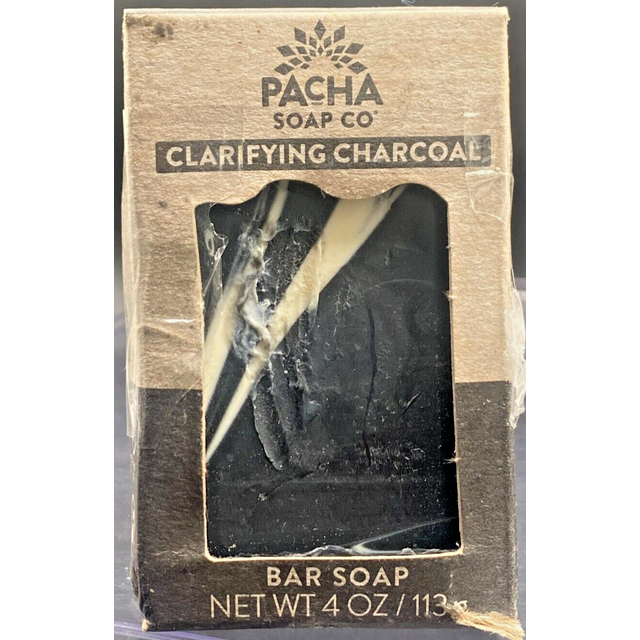 PACHA
SOAP CO
CLARIFYING CHARCOAL
BAR SOAP
NET WT 4 OZ / 113 g